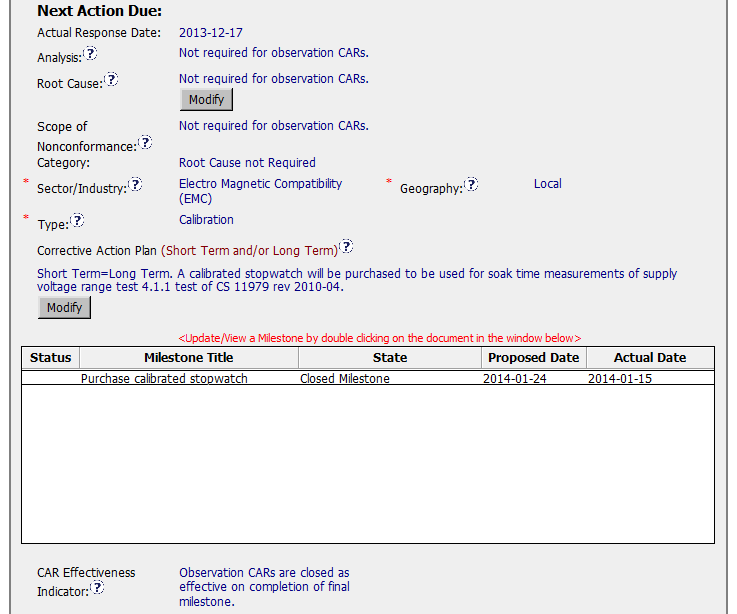 Next Action Due:
Actual Response Date: 2013-12-17
Analysis:? Not required for observation CARs.
Root Cause:? Not required for observation CARs.
Modify
Scope of Not required for observation CARs.
Nonconformance:?
Category: Root Cause not Required
* Sector/Industry:? Electro Magnetic Compatibility * Geography:? Local
(EMC)
* Type:? Calibration
Corrective Action Plan (Short Term and/or Long Term)?
Short Term=Long Term. A calibrated stopwatch will be purchased to be used for soak time measurements of supply
voltage range test 4.1.1 test of CS 11979 rev 2010-04.
Modify
<Update/View a Milestone by double clicking on the document in the window below>
Status Milestone Title State Proposed Date Actual Date
Purchase calibrated stopwatch Closed Milestone 2014-01-24 2014-01-15
CAR Effectiveness Observation CARs are closed as
Indicator:? effective on completion of final
milestone.